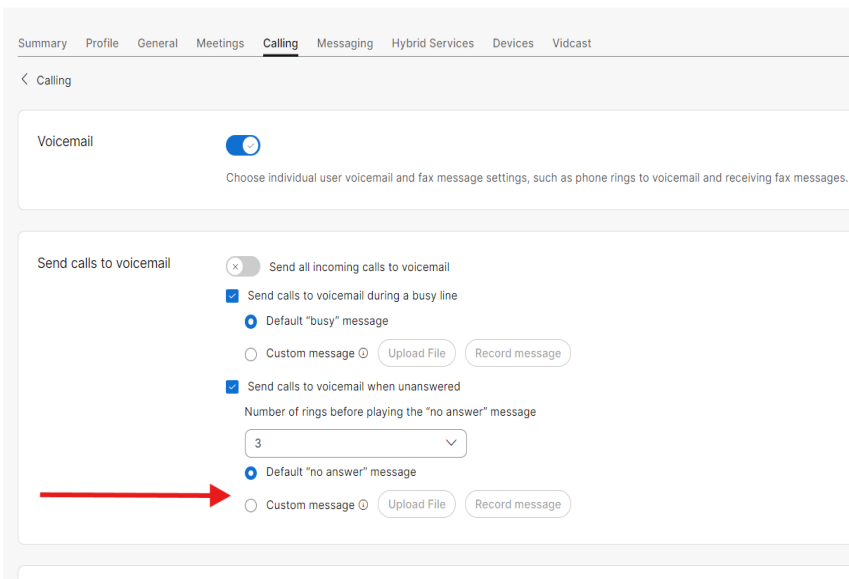 Summary Profile General Meetings Calling Messaging Hybrid Services Devices Vidcast
Calling
Voicemail
Choose individual user voicemail and fax message settings, such as phone rings to voicemail and receiving fax messages.
Send calls to voicemail
Send all incoming calls to voicemail
Send calls to voicemail during a busy line
Default “busy” message
Custom message Upload File Record message
Send calls to voicemail when unanswered
Number of rings before playing the “no answer” message
3
Default “no answer” message
Custom message Upload File Record message